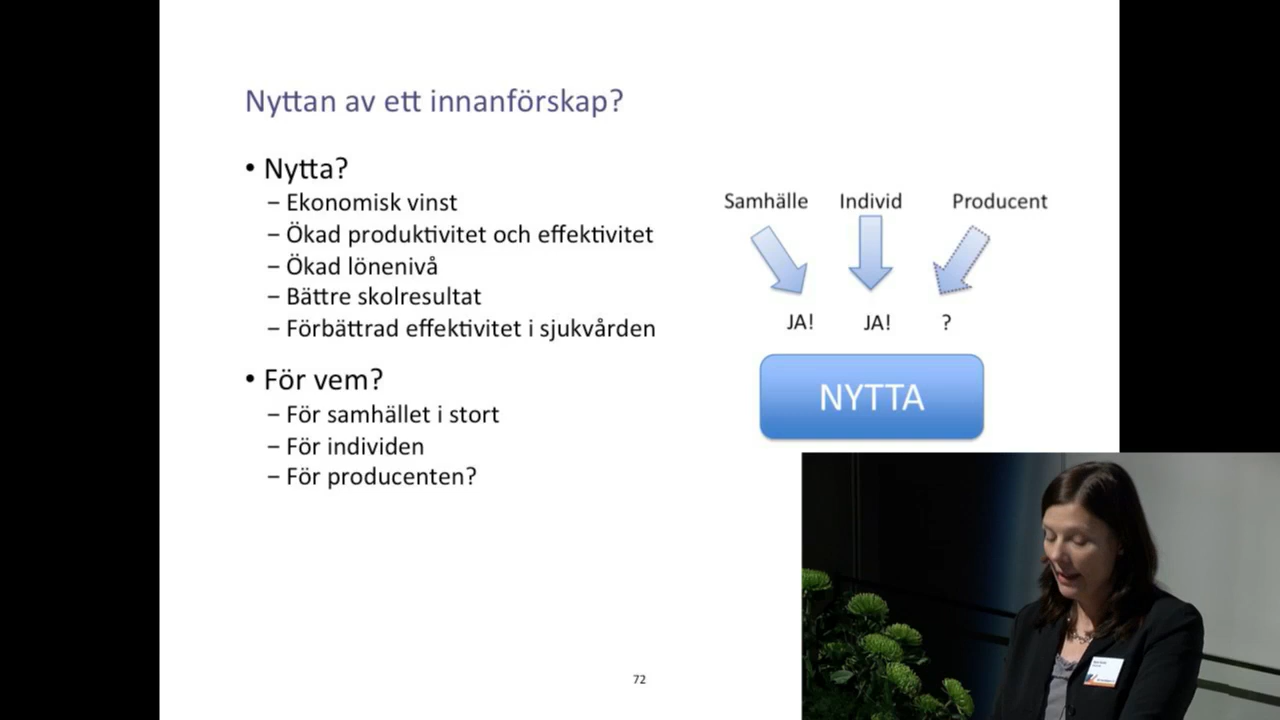 Nyttan av ett innanförskap?
• Nytta?
– Ekonomisk vinst
– Ökad produktivitet och effektivitet
– Ökad lönenivå
– Bättre skolresultat
– Förbättrad effektivitet i sjukvården
• För vem?
– För samhället i stort
– För individen
– För producenten?
Samhälle Individ Producent
JA! JA! ?
NYTTA
72